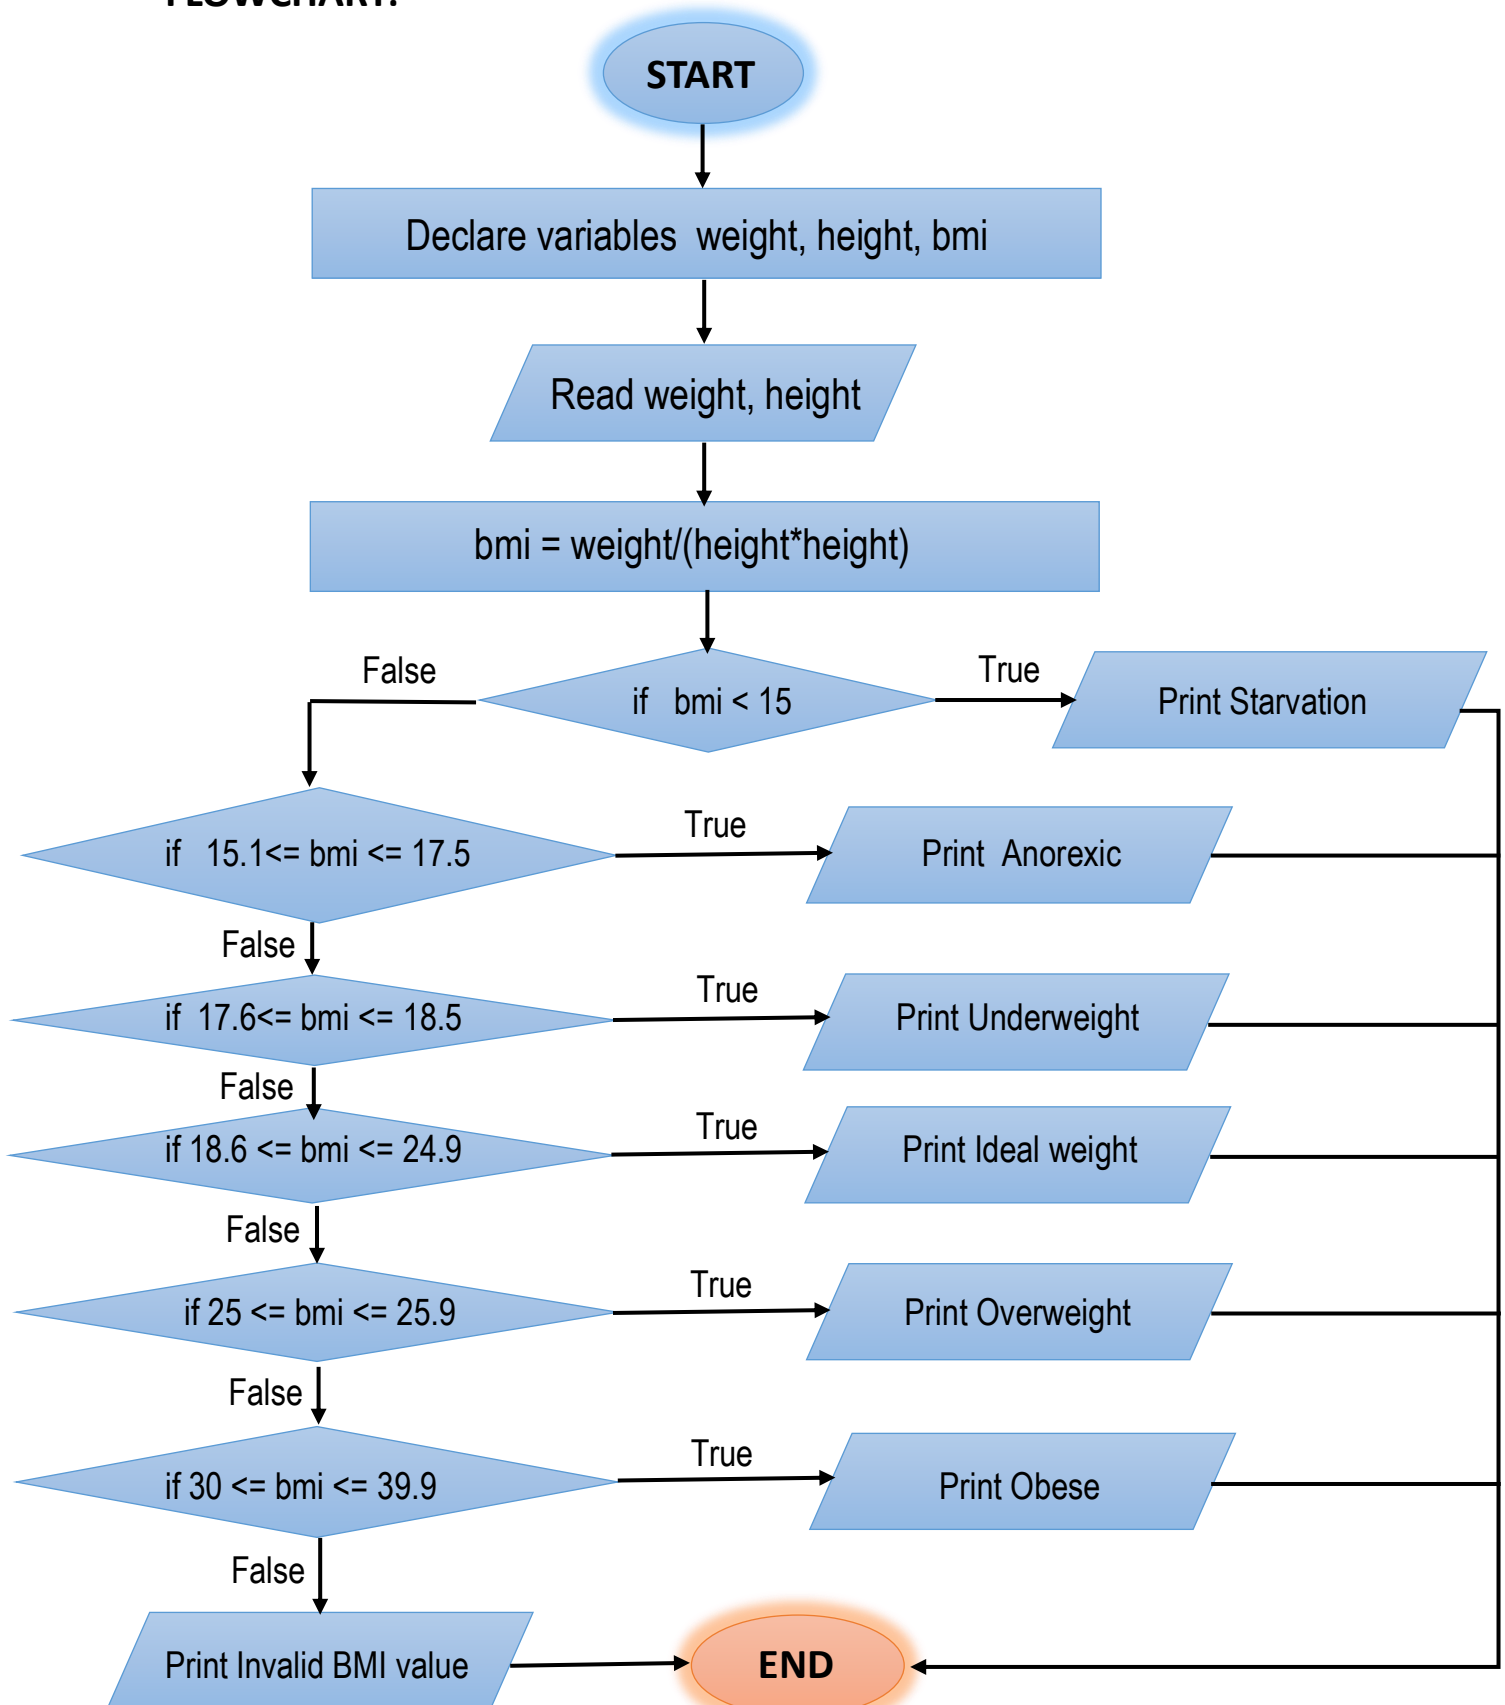 FLOWCHART:
START
Declare variables  weight, height, bmi
Read weight, height
bmi = weight/(height*height)
False
if   bmi < 15
True
Print Starvation
if   15.1<= bmi <= 17.5
True
Print  Anorexic
False
if  17.6<= bmi <= 18.5
True
Print Underweight
False
if 18.6 <= bmi <= 24.9
True
Print Ideal weight
False
if 25 <= bmi <= 25.9
True
Print Overweight
False
if 30 <= bmi <= 39.9
True
Print Obese
False
Print Invalid BMI value
END